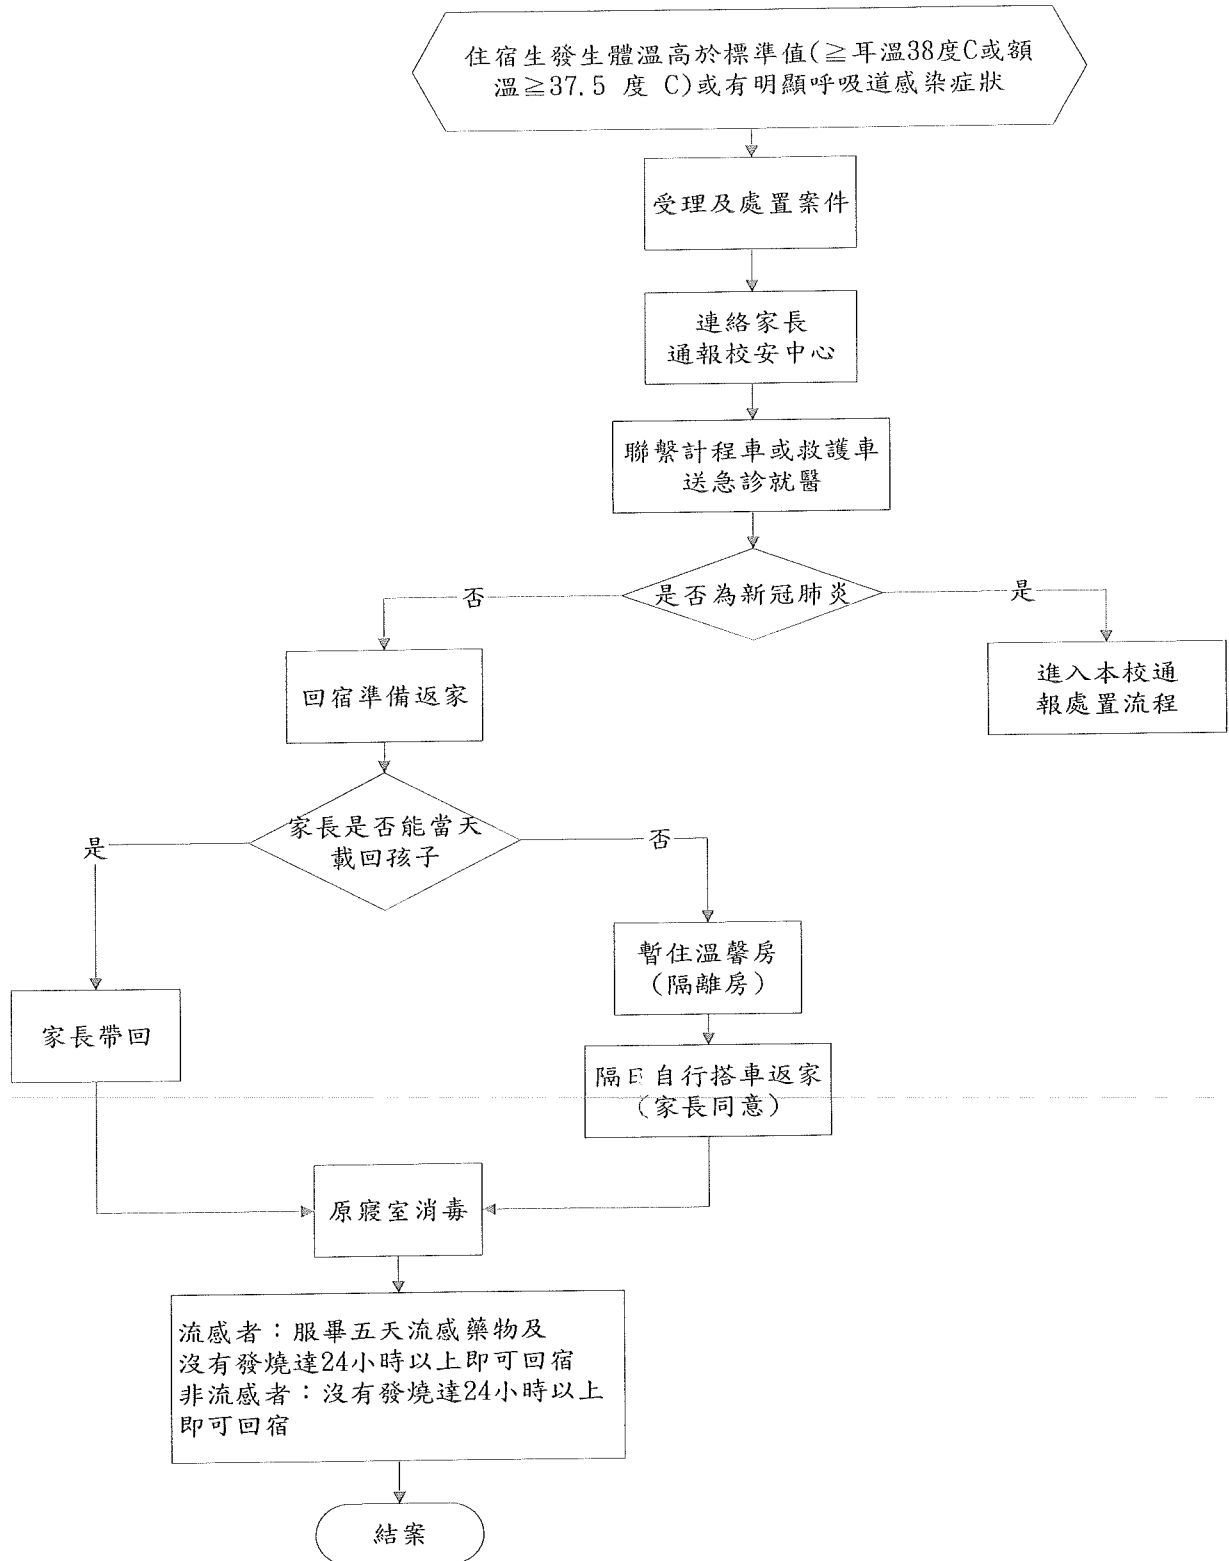 住宿生發生體溫高於標準值(≧耳溫38度C或額
溫≧37.5 度 C)或有明顯呼吸道感染症狀
受理及處置案件
連絡家長
通報校安中心
聯繫計程車或救護車
送急診就醫
是否為新冠肺炎
否
是
回宿準備返家
進入本校通
報處置流程
家長是否能當天
載回孩子
是
否
暫住溫馨房
(隔離房)
家長帶回
隔日自行搭車返家
(家長同意)
原寢室消毒
流感者：服畢五天流感藥物及
沒有發燒達24小時以上即可回宿
非流感者：沒有發燒達24小時以上
即可回宿
結案